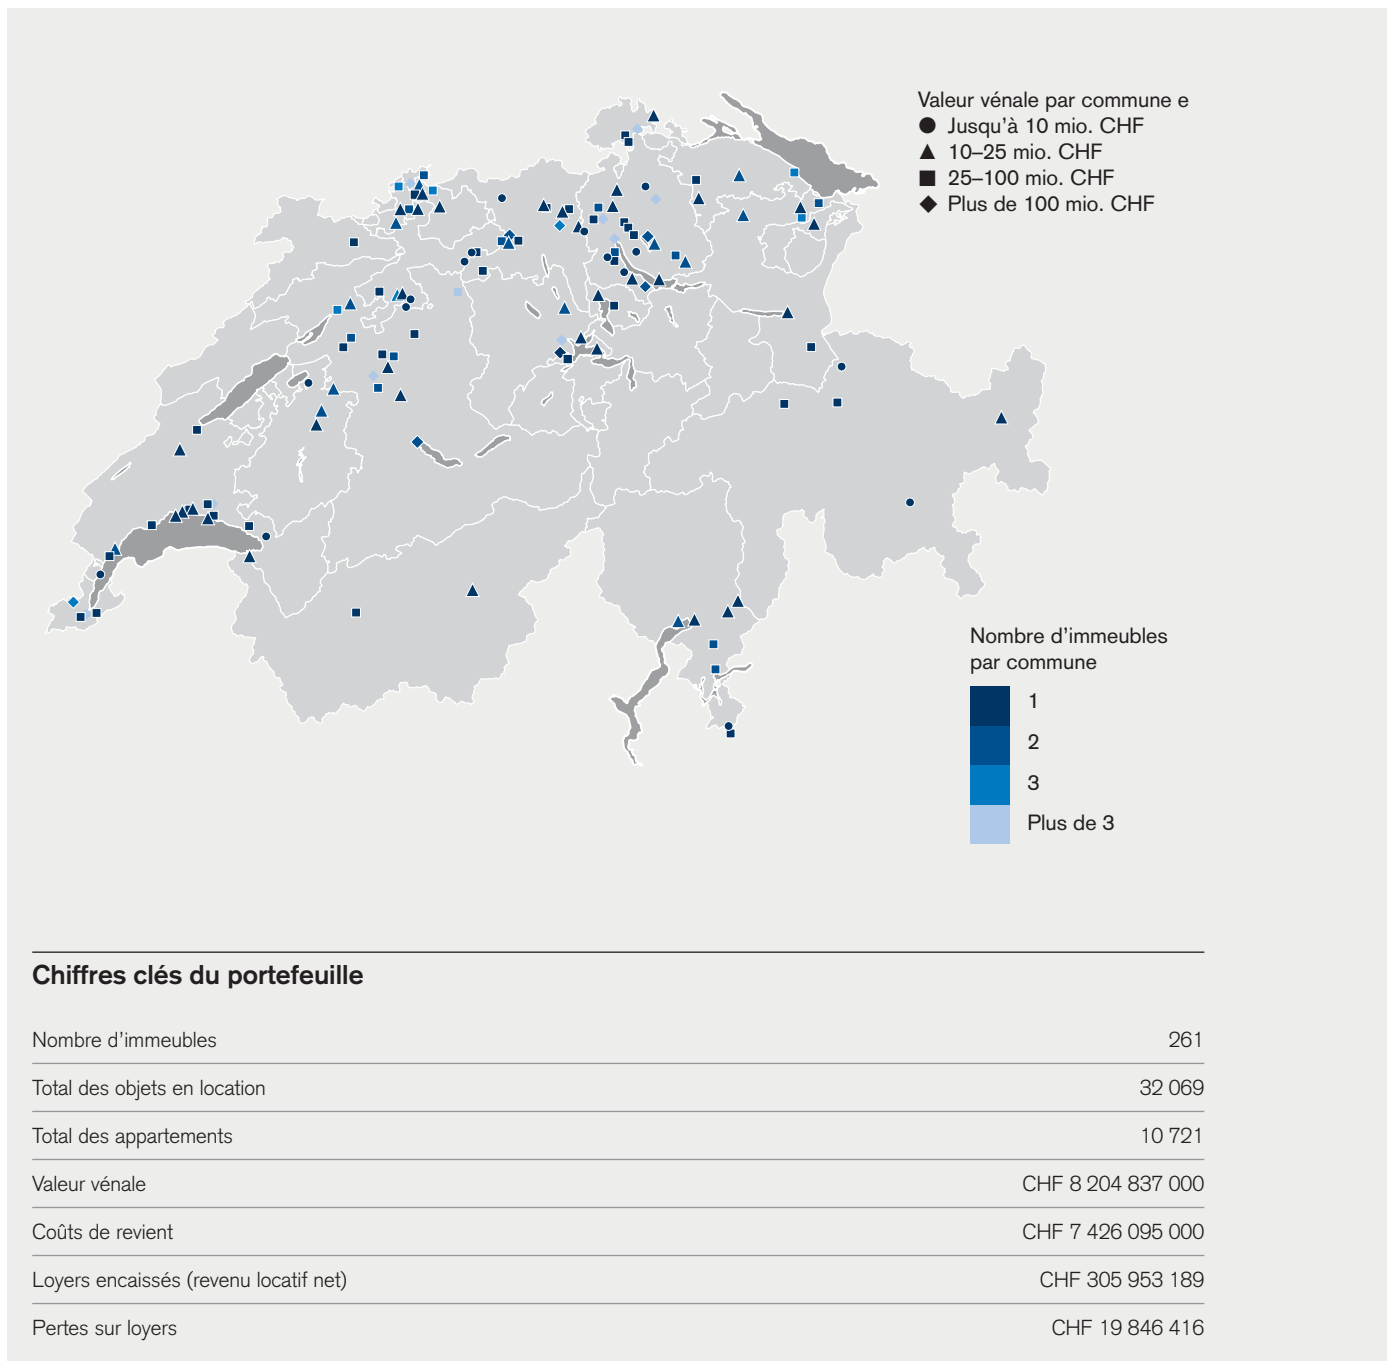 Valeur vénale par commune e
Jusqu'à 10 mio. CHF
10–25 mio. CHF
25–100 mio. CHF
Plus de 100 mio. CHF
Nombre d'immeubles
par commune
1
2
3
Plus de 3
Chiffres clés du portefeuille
Nombre d'immeubles 261
Total des objets en location 32 069
Total des appartements 10 721
Valeur vénale CHF 8 204 837 000
Coûts de revient CHF 7 426 095 000
Loyers encaissés (revenu locatif net) CHF 305 953 189
Pertes sur loyers CHF 19 846 416